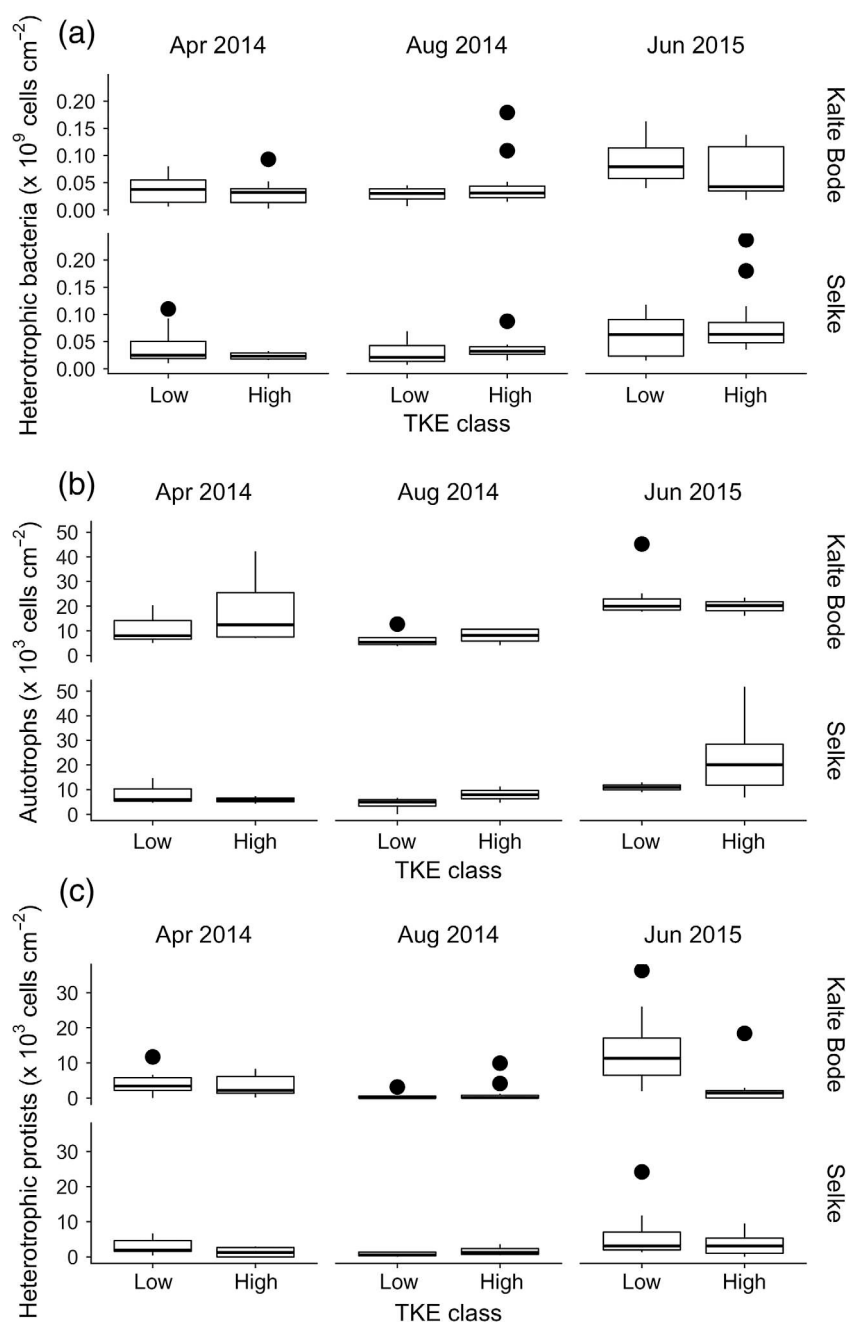 (a)
Apr 2014 Aug 2014 Jun 2015
Heterotrophic bacteria (x 10⁹ cells cm⁻²)
0.20
0.15
0.10
0.05
0.00
Kalte Bode
0.20
0.15
0.10
0.05
0.00
Selke
Low High Low High Low High
TKE class
(b)
Apr 2014 Aug 2014 Jun 2015
Autotrophs (x 10³ cells cm⁻²)
50
40
30
20
10
0
Kalte Bode
50
40
30
20
10
0
Selke
Low High Low High Low High
TKE class
(c)
Apr 2014 Aug 2014 Jun 2015
Heterotrophic protists (x 10³ cells cm⁻²)
30
20
10
0
Kalte Bode
30
20
10
0
Selke
Low High Low High Low High
TKE class